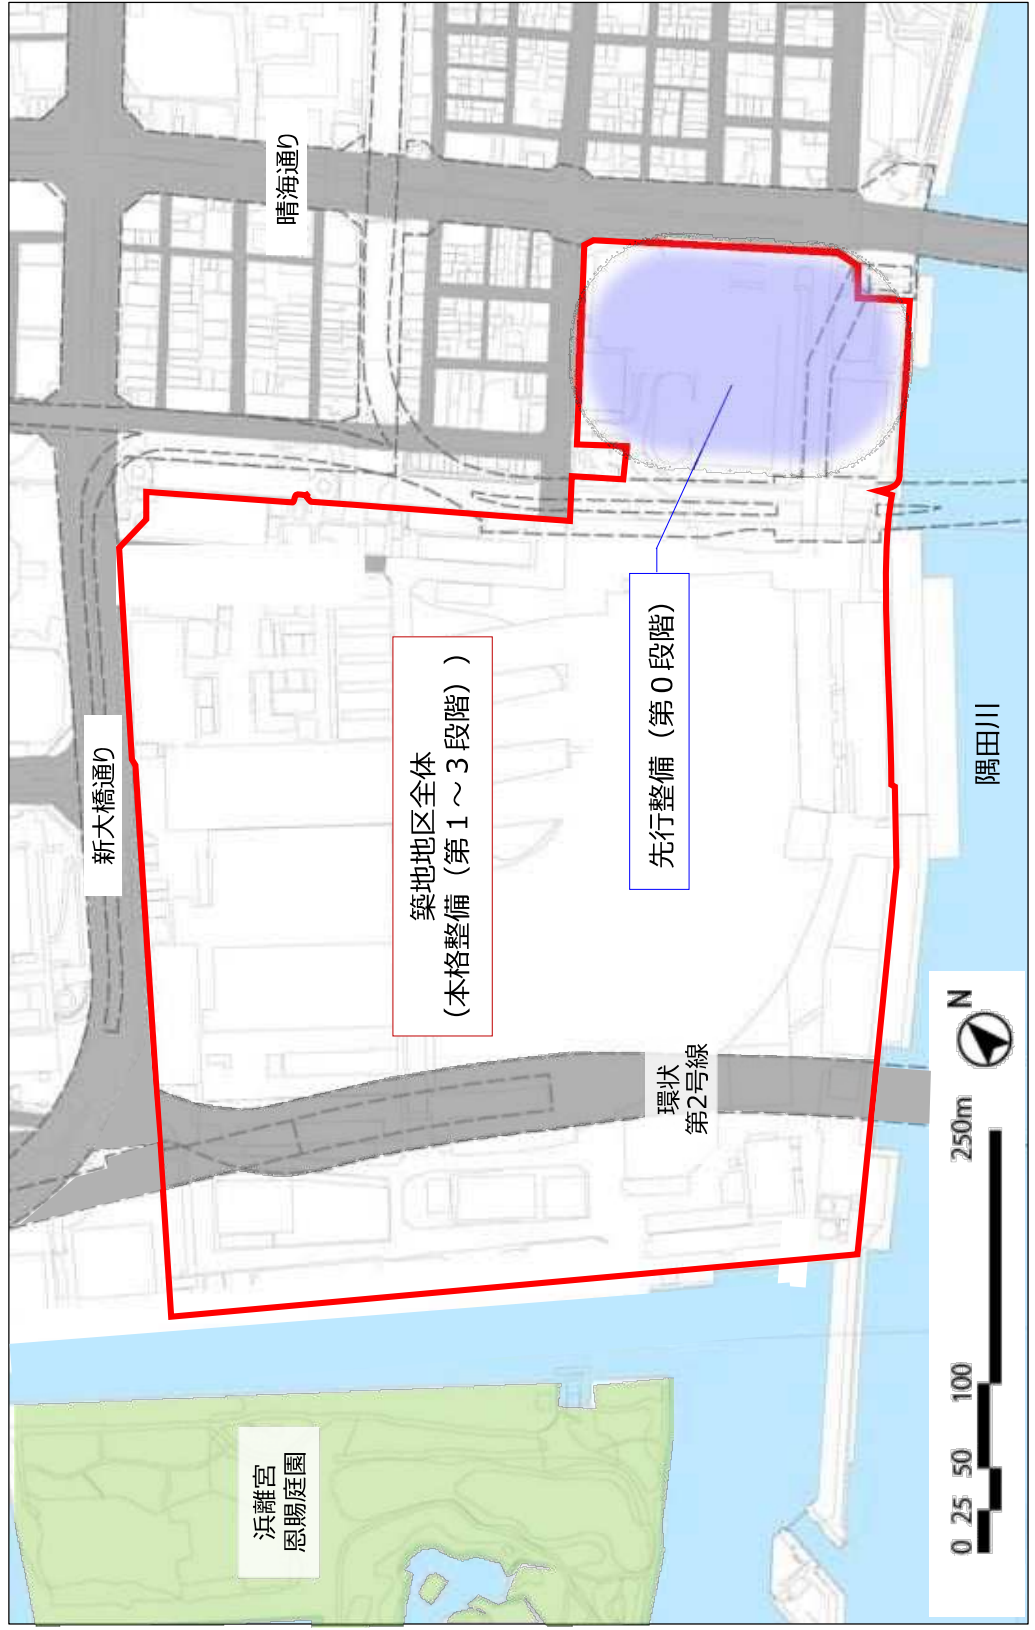 晴海通り
新大橋通り
築地地区全体
（本格整備（第１～３段階））
先行整備（第０段階）
隅田川
環状
第2号線
浜離宮
恩賜庭園
N
0 25 50 100 250m